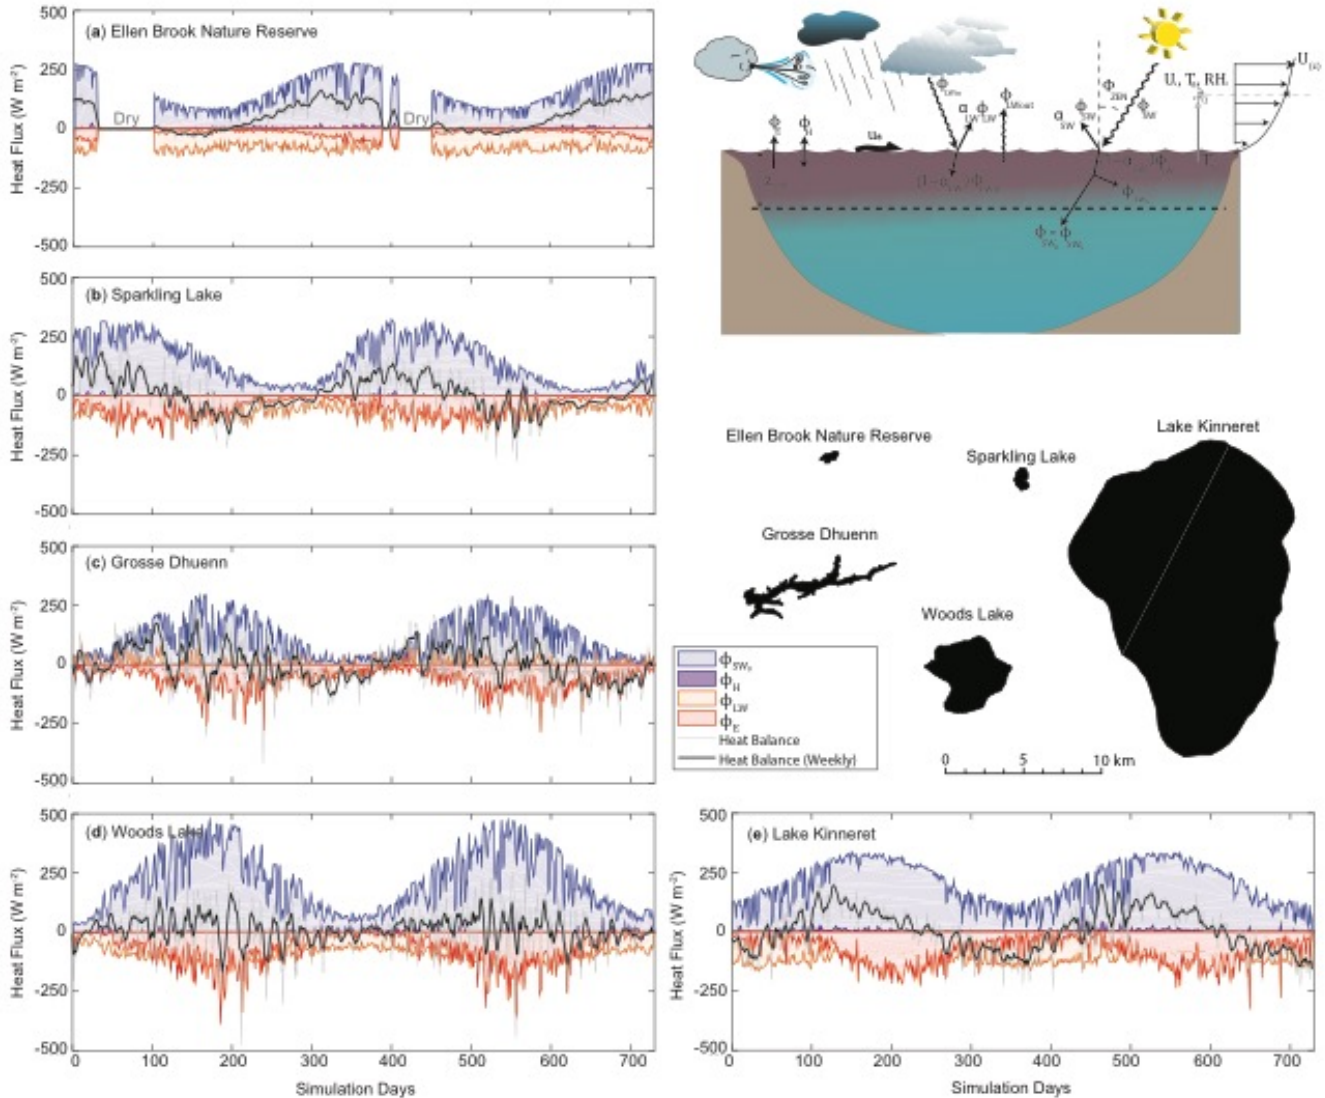 (a) Ellen Brook Nature Reserve
500
250
0
-250
-500
Heat Flux (W m⁻²)
Dry
Dry
(b) Sparkling Lake
500
250
0
-250
-500
Heat Flux (W m⁻²)
(c) Grosse Dhuenn
500
250
0
-250
-500
Heat Flux (W m⁻²)
(d) Woods Lake
500
250
0
-250
-500
Heat Flux (W m⁻²)
0 100 200 300 400 500 600 700
Simulation Days
U, T, RH.
Ellen Brook Nature Reserve
Sparkling Lake
Lake Kinneret
Grosse Dhuenn
Woods Lake
ϕ_SWs
ϕ_H
ϕ_LW
ϕ_E
Heat Balance
Heat Balance (Weekly)
0 5 10 km
(e) Lake Kinneret
500
250
0
-250
-500
Heat Flux (W m⁻²)
0 100 200 300 400 500 600 700
Simulation Days